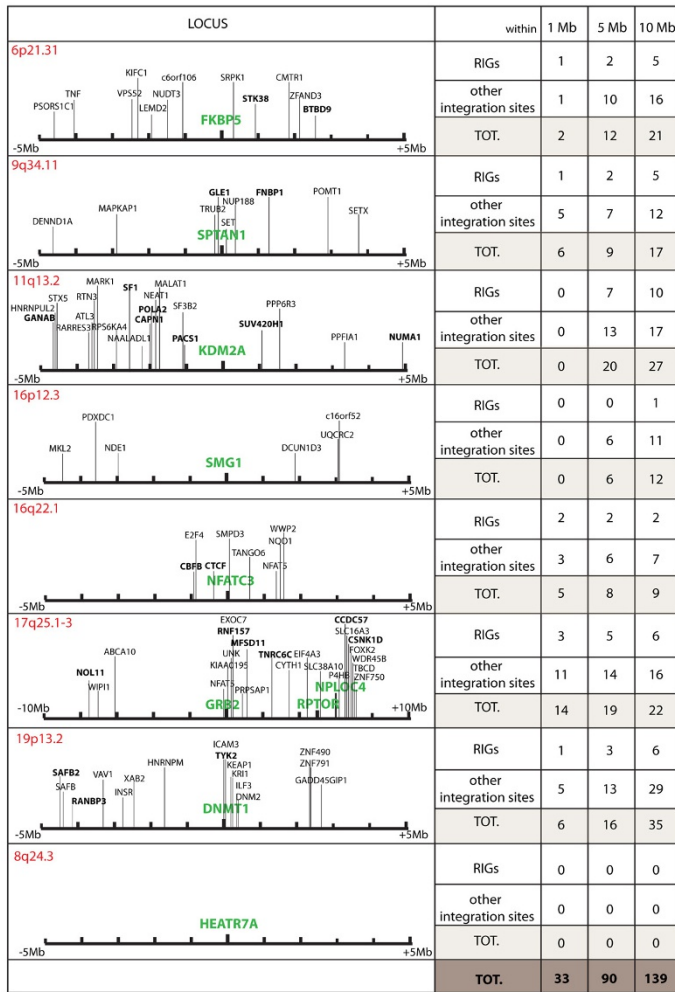 LOCUS within 1 Mb 5 Mb 10 Mb
6p21.31
RIGs 1 2 5
KIFC1 c6orf106 SRPK1 CMTR1
TNF VPS52 NUDT3 STK38 ZFAND3
PSORS1C1 LEMD2 BTBD9
other integration sites 1 10 16
FKBP5
TOT. 2 12 21
-5Mb +5Mb
9q34.11
RIGs 1 2 5
GLE1 FNBP1 POMT1
MAPKAP1 TRUB2 NUP188 SETX
DENND1A SET
other integration sites 5 7 12
SPTAN1
TOT. 6 9 17
-5Mb +5Mb
11q13.2
RIGs 0 7 10
MARK1 SF1 MALAT1
STX5 RTN3 NEAT1
HNRNPUL2 POLA2 SF3B2 PPP6R3
GANAB ATL3 CAPN1
RARRES3 RPS6KA4 SUV420H1
NAALADL1 PACS1 PPFIA1 NUMA1
other integration sites 0 13 17
KDM2A
TOT. 0 20 27
-5Mb +5Mb
16p12.3
RIGs 0 0 1
PDXDC1 c16orf52
UQCRC2
MKL2 NDE1 DCUN1D3
other integration sites 0 6 11
SMG1
TOT. 0 6 12
-5Mb +5Mb
16q22.1
RIGs 2 2 2
E2F4 SMPD3 WWP2
NQO1
TANGO6
CBFB CTCF NFAT5
other integration sites 3 6 7
NFATC3
TOT. 5 8 9
17q25.1-3
RIGs 3 5 6
EXOC7 CCDC57
RNF157 SLC16A3
MFSD11 CSNK1D
ABCA10 UNK TNRC6C EIF4A3 FOXK2
KIAAC195 CYTH1 SLC38A10 WDR45B
NOL11 P4HB TBCD
WIPI1 NFAT5 PRPSAP1 ZNF750
other integration sites 11 14 16
GRB2 RPTOR NPLOC4
TOT. 14 19 22
-10Mb +10Mb
19p13.2
RIGs 1 3 6
ICAM3 ZNF490
HNRNPM TYK2 ZNF791
SAFB2 VAV1 XAB2 KEAP1
SAFB KRI1 GADD45GIP1
RANBP3 INSR ILF3
DNM2
other integration sites 5 13 29
DNMT1
TOT. 6 16 35
-5Mb +5Mb
8q24.3
RIGs 0 0 0
other integration sites 0 0 0
HEATR7A
TOT. 0 0 0
-5Mb +5Mb
TOT. 33 90 139